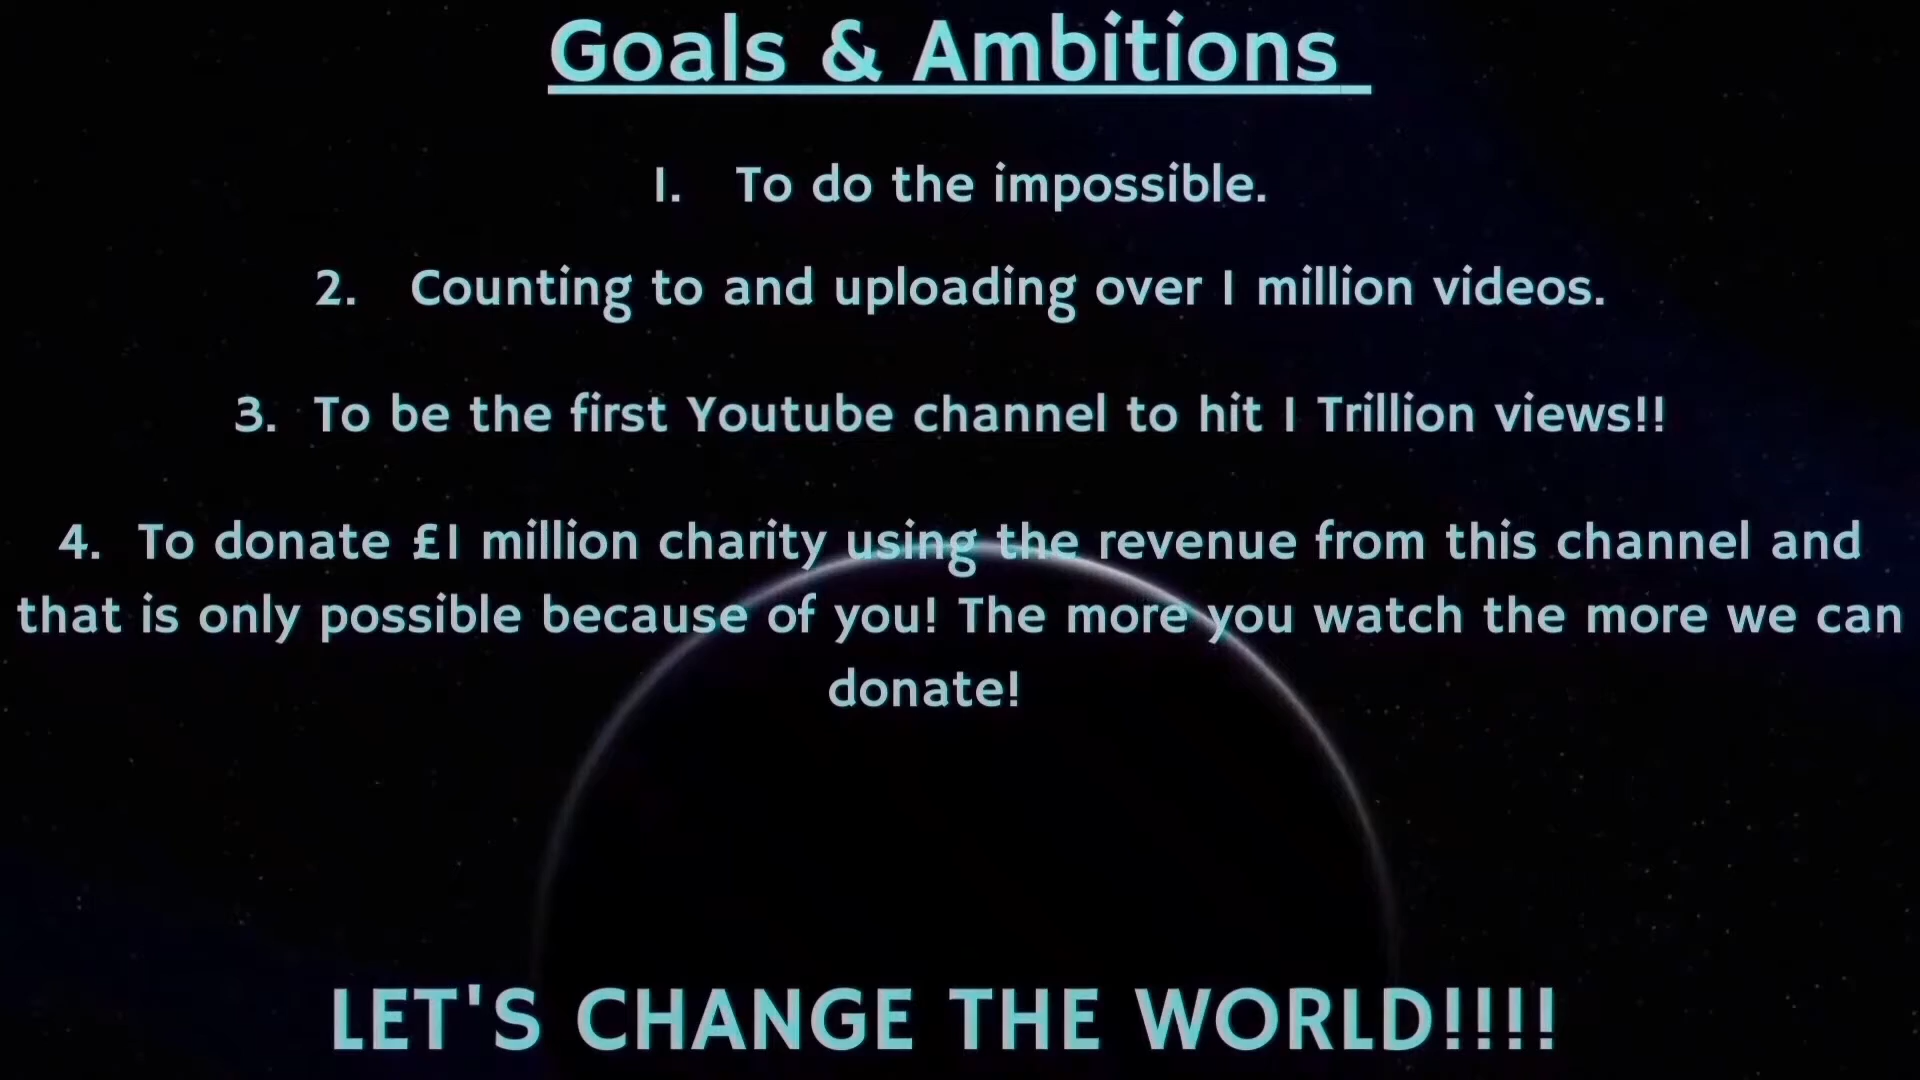 Goals & Ambitions
1. To do the impossible.
2. Counting to and uploading over 1 million videos.
3. To be the first Youtube channel to hit 1 Trillion views!!
4. To donate £1 million charity using the revenue from this channel and
that is only possible because of you! The more you watch the more we can
donate!
LET'S CHANGE THE WORLD!!!!